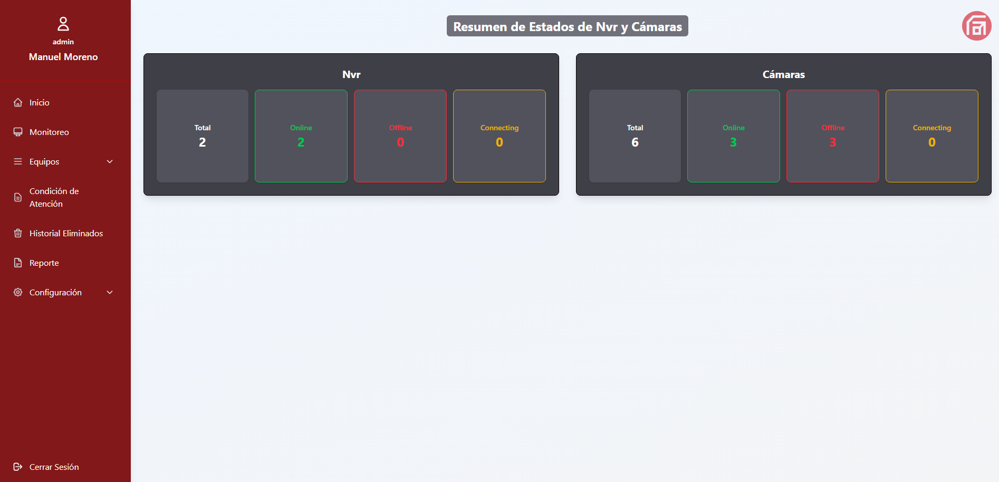 admin
Manuel Moreno
Inicio
Monitoreo
Equipos
Condición de
Atención
Historial Eliminados
Reporte
Configuración
Cerrar Sesión
Resumen de Estados de Nvr y Cámaras
Nvr
Total
2
Online
2
Offline
0
Connecting
0
Cámaras
Total
6
Online
3
Offline
3
Connecting
0